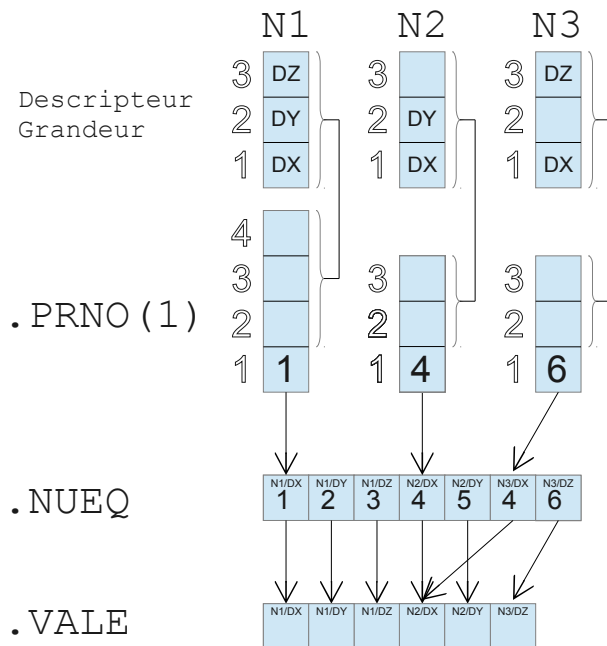 N1 N2 N3
3 DZ 3 3 DZ
Descripteur
Grandeur
2 DY 2 DY 2
1 DX 1 DX 1 DX
4
3 3 3
.PRNO(1)
2 2 2
1 1 1 4 1 6
N1/DX N1/DY N1/DZ N2/DX N2/DY N3/DX N3/DZ
.NUEQ
1 2 3 4 5 4 6
N1/DX N1/DY N1/DZ N2/DX N2/DY N3/DZ
.VALE